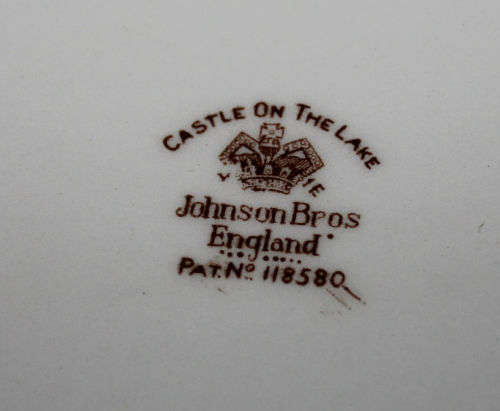 CASTLE ON THE LAKE
Johnson Bros
England
PAT. No 118580